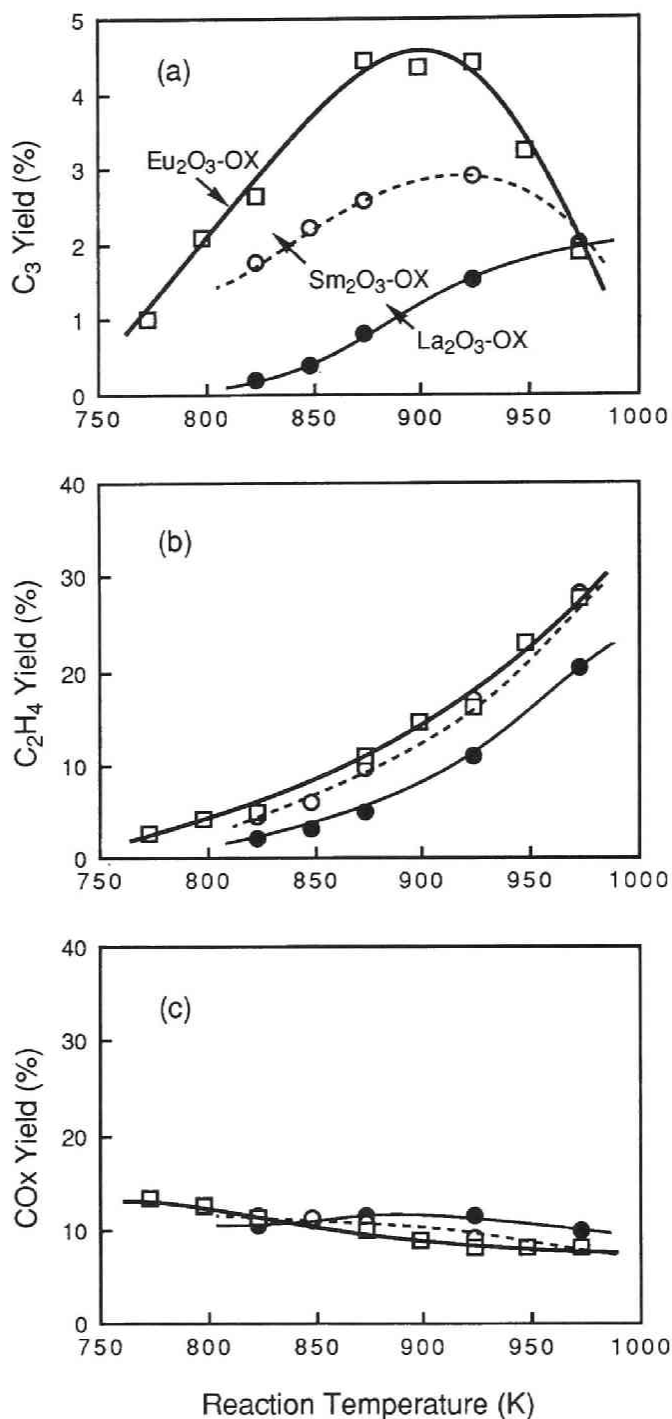 (a)
C₃ Yield (%)
5
4
3
2
1
0
Eu₂O₃-OX
Sm₂O₃-OX
La₂O₃-OX
750 800 850 900 950 1000
(b)
C₂H₄ Yield (%)
40
30
20
10
0
750 800 850 900 950 1000
(c)
COx Yield (%)
40
30
20
10
0
750 800 850 900 950 1000
Reaction Temperature (K)